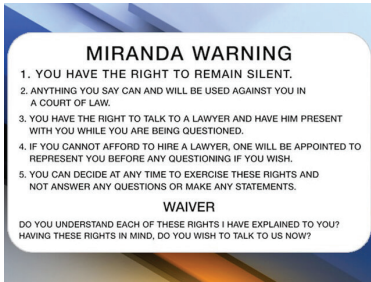 MIRANDA WARNING
1. YOU HAVE THE RIGHT TO REMAIN SILENT.
2. ANYTHING YOU SAY CAN AND WILL BE USED AGAINST YOU IN
A COURT OF LAW.
3. YOU HAVE THE RIGHT TO TALK TO A LAWYER AND HAVE HIM PRESENT
WITH YOU WHILE YOU ARE BEING QUESTIONED.
4. IF YOU CANNOT AFFORD TO HIRE A LAWYER, ONE WILL BE APPOINTED TO
REPRESENT YOU BEFORE ANY QUESTIONING IF YOU WISH.
5. YOU CAN DECIDE AT ANY TIME TO EXERCISE THESE RIGHTS AND
NOT ANSWER ANY QUESTIONS OR MAKE ANY STATEMENTS.
WAIVER
DO YOU UNDERSTAND EACH OF THESE RIGHTS I HAVE EXPLAINED TO YOU?
HAVING THESE RIGHTS IN MIND, DO YOU WISH TO TALK TO US NOW?